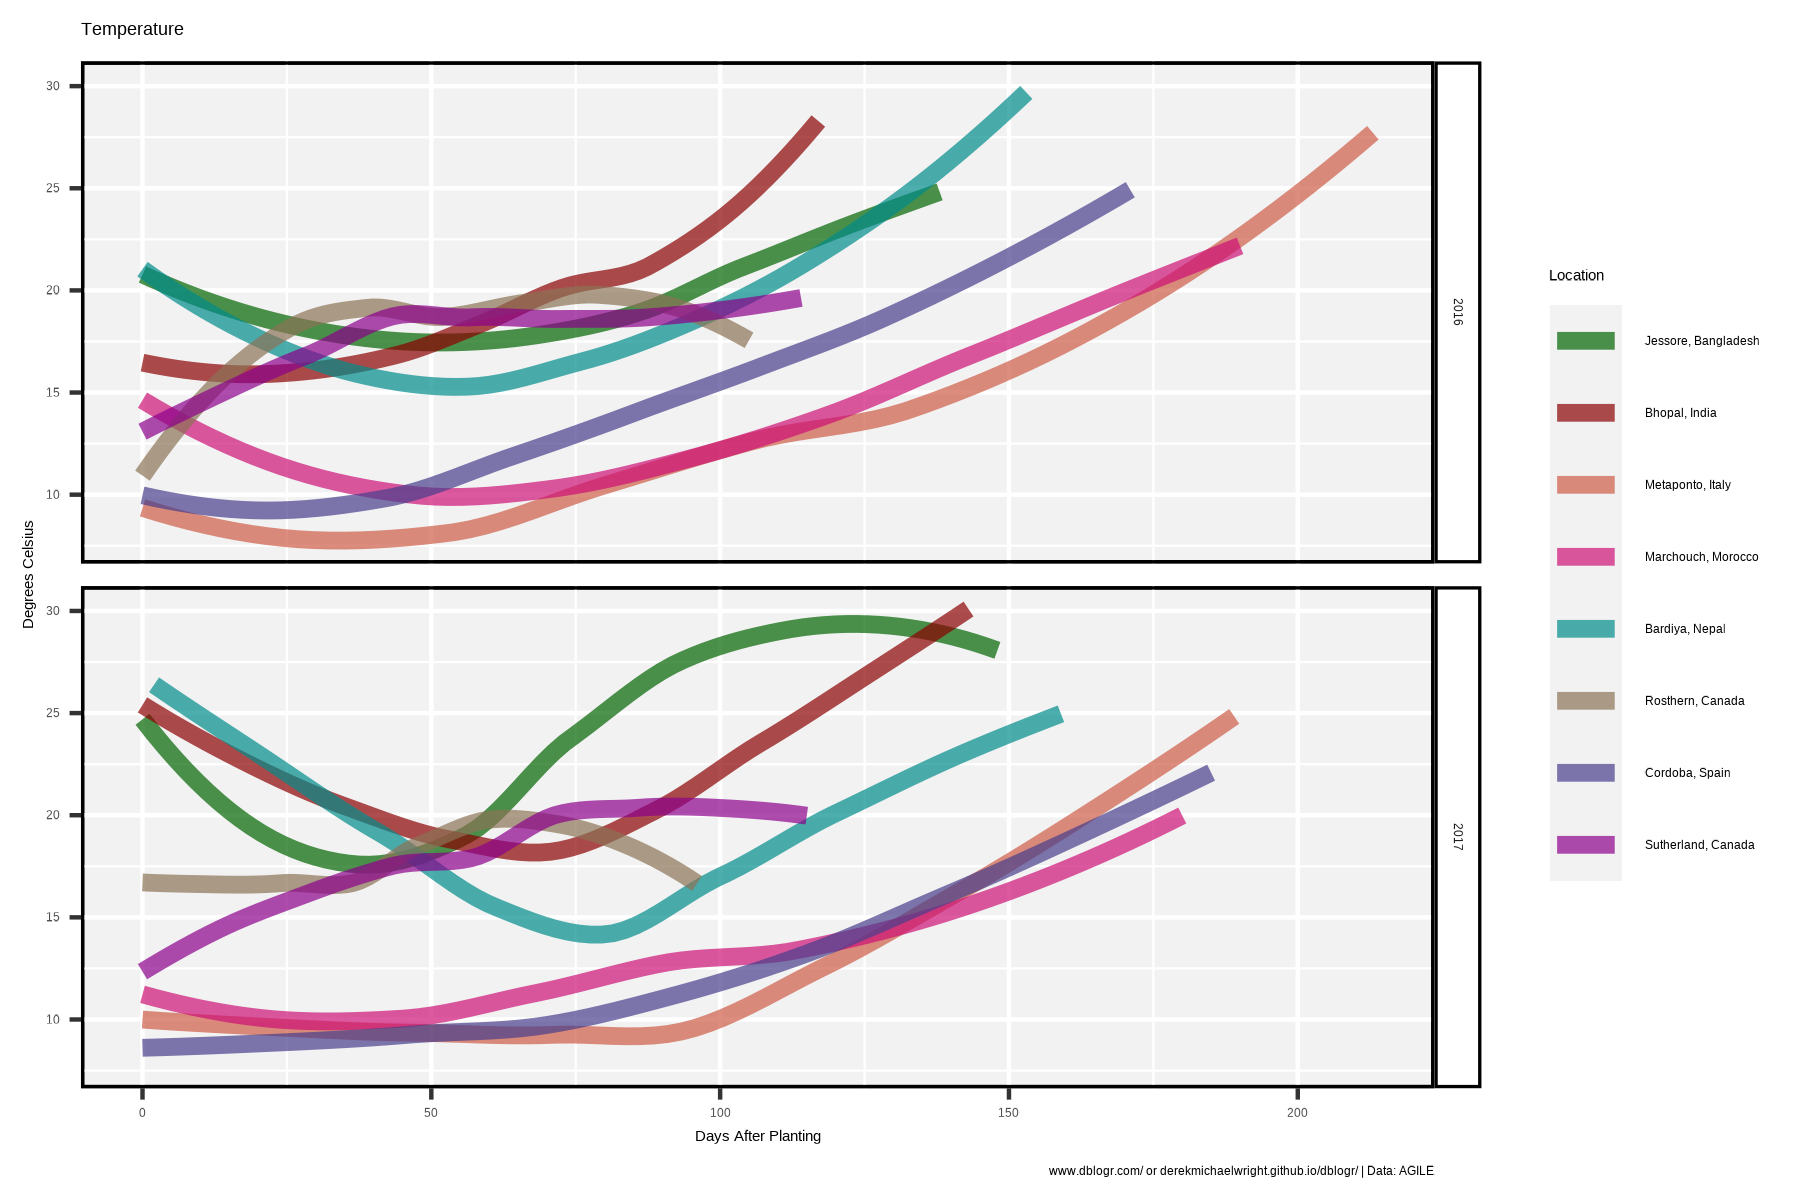 Temperature
30
25
20
15
10
2016
30
25
20
15
10
2017
Degrees Celsius
0 50 100 150 200
Days After Planting
Location
Jessore, Bangladesh
Bhopal, India
Metaponto, Italy
Marchouch, Morocco
Bardiya, Nepal
Rosthern, Canada
Cordoba, Spain
Sutherland, Canada
www.dblogr.com/ or derekmichaelwright.github.io/dblogr/ | Data: AGILE